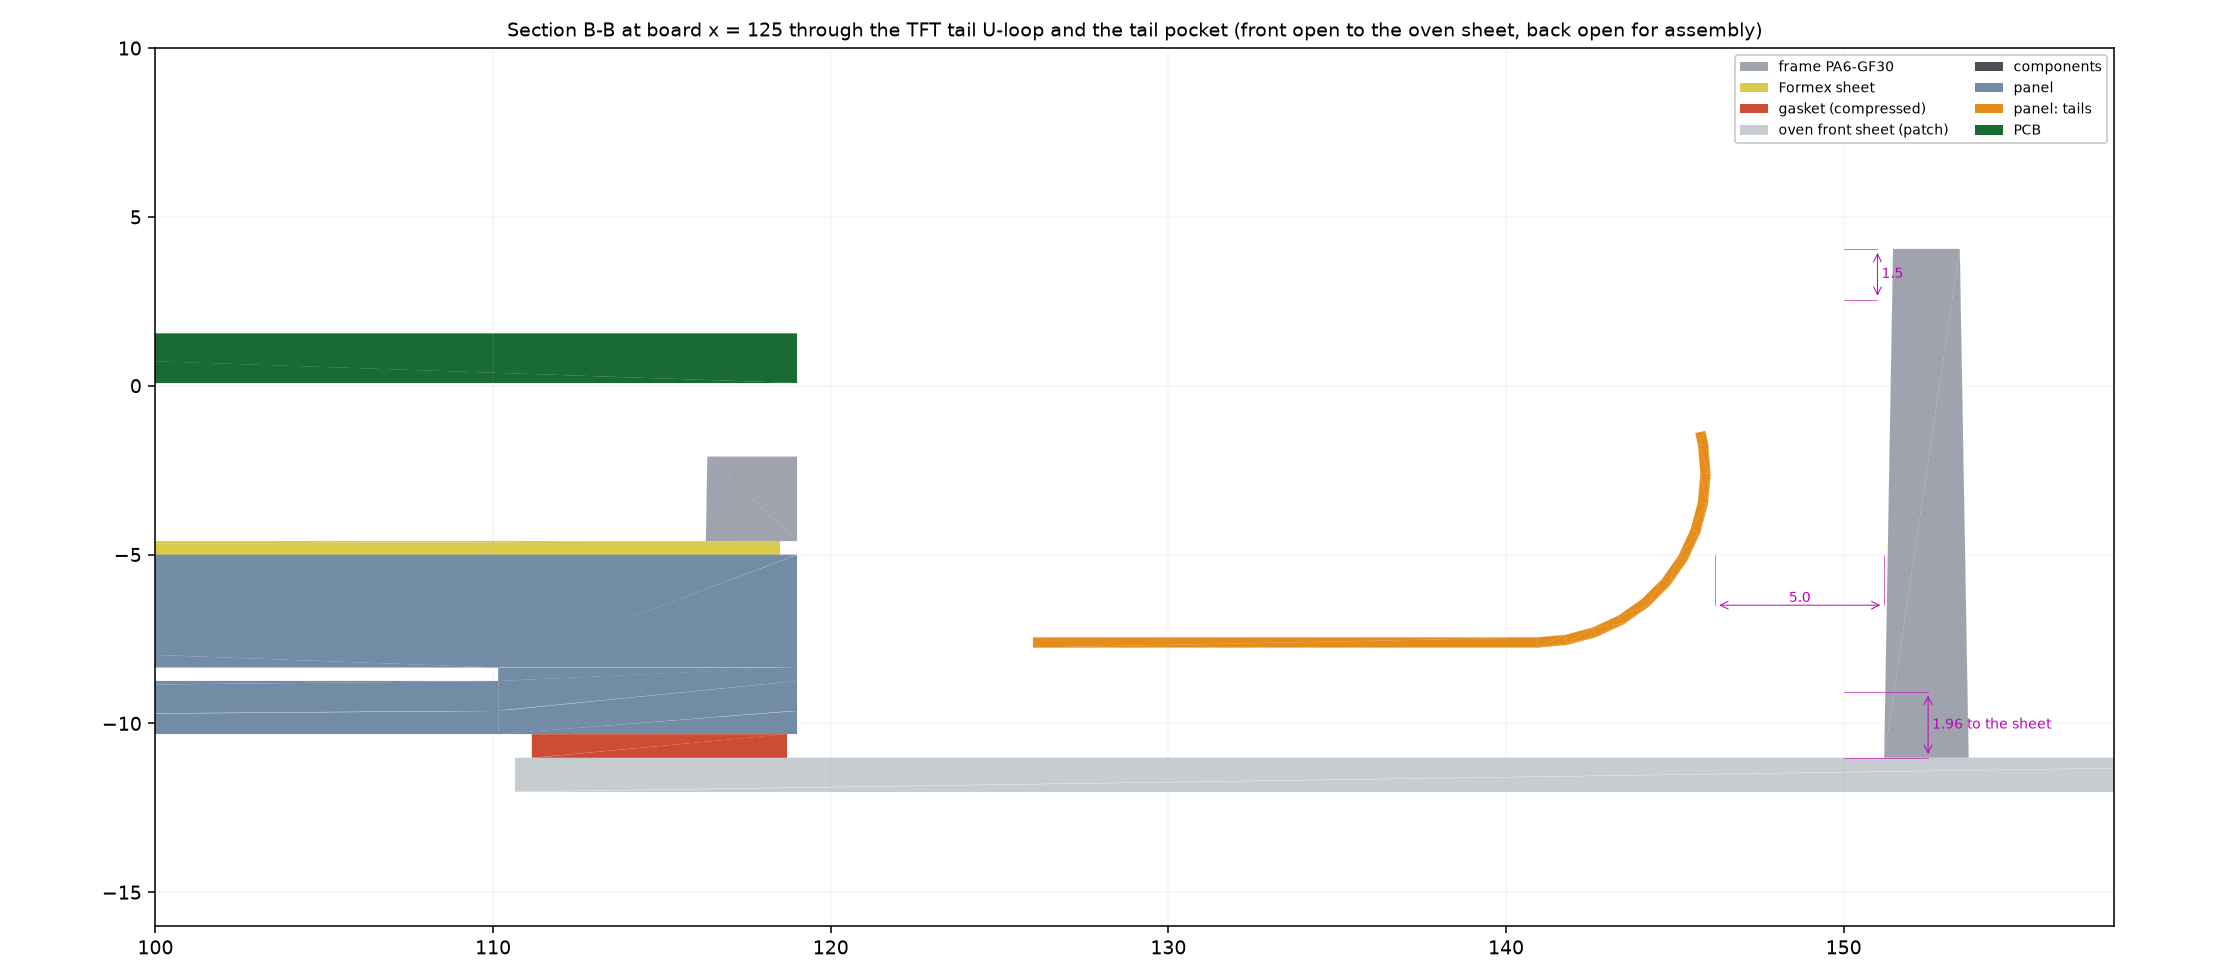 Section B-B at board x = 125 through the TFT tail U-loop and the tail pocket (front open to the oven sheet, back open for assembly)
frame PA6-GF30
Formex sheet
gasket (compressed)
oven front sheet (patch)
components
panel
panel: tails
PCB
10
5
0
−5
−10
−15
1.5
5.0
1.96 to the sheet
100
110
120
130
140
150